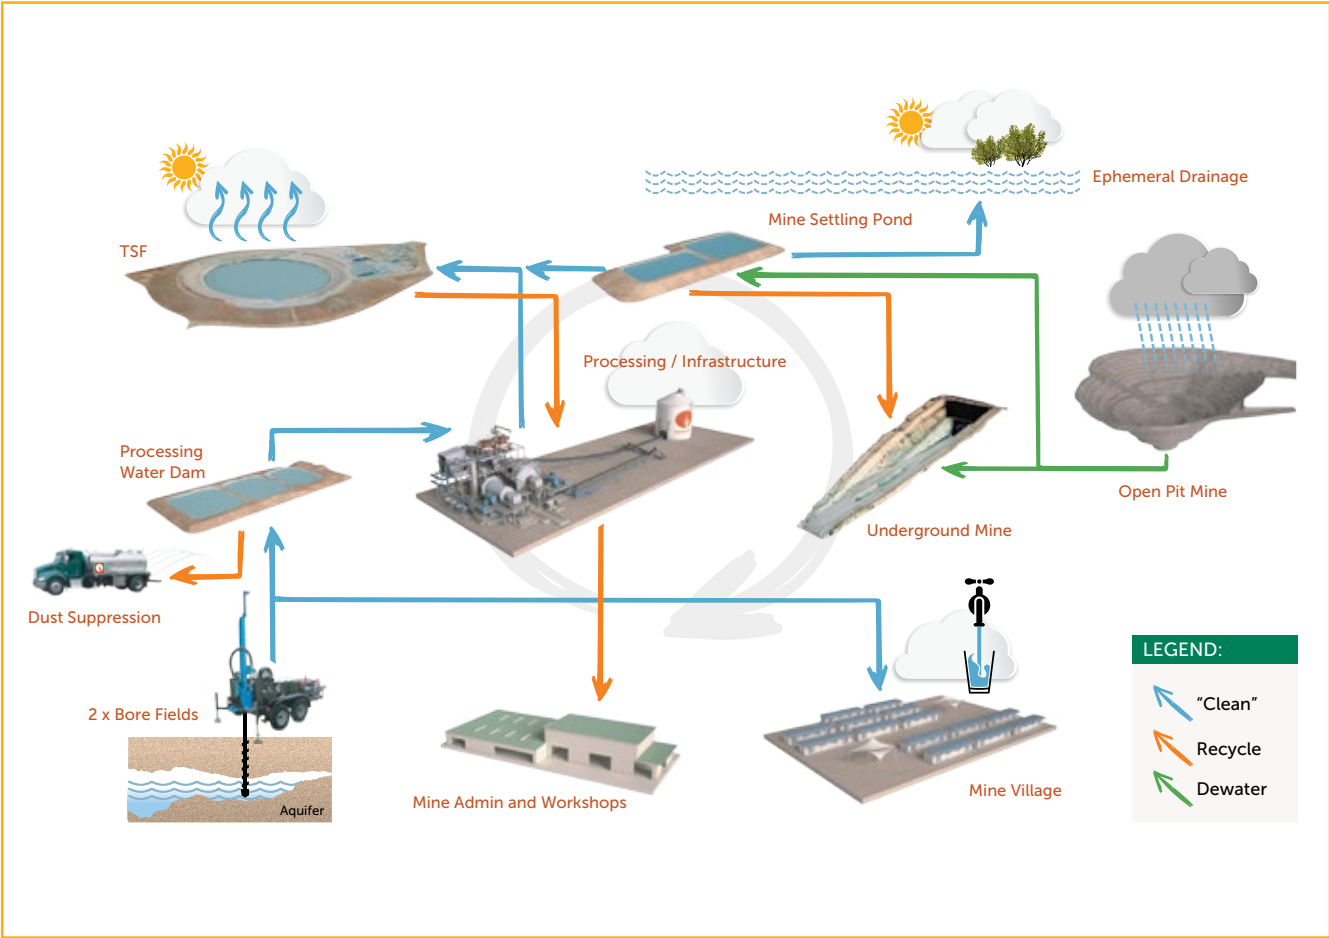 Ephemeral Drainage
Mine Settling Pond
TSF
Processing / Infrastructure
Processing
Water Dam
Open Pit Mine
Underground Mine
Dust Suppression
2 x Bore Fields
Aquifer
Mine Admin and Workshops
Mine Village
LEGEND:
“Clean”
Recycle
Dewater